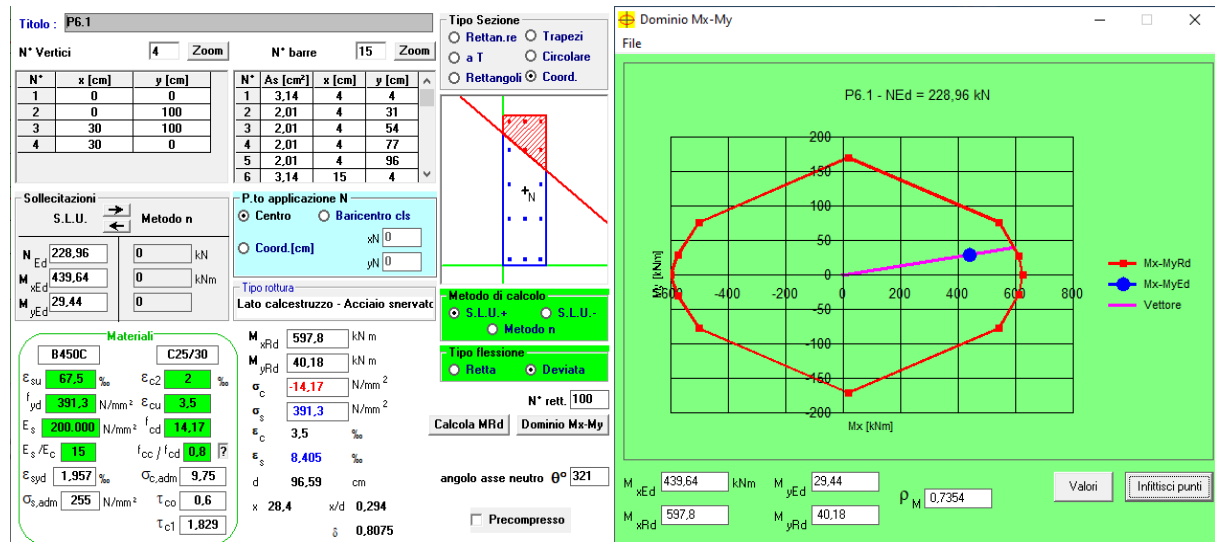 Titolo : P6.1
N° Vertici 4 Zoom N° barre 15 Zoom
N° x [cm] y [cm]
1 0 0
2 0 100
3 30 100
4 30 0
N° As [cm²] x [cm] y [cm]
1 3,14 4 4
2 2,01 4 31
3 2,01 4 54
4 2,01 4 77
5 2,01 4 96
6 3,14 15 4
Tipo Sezione
Rettan.re Trapezi
a T Circolare
Rettangoli Coord.
N
Sollecitazioni
S.L.U. Metodo n
N Ed 228,96 0 kN
M xEd 439,64 0 kNm
M yEd 29,44 0
P.to applicazione N
Centro Baricentro cls
Coord.[cm] xN 0
yN 0
Tipo rottura
Lato calcestruzzo - Acciaio snervato
Metodo di calcolo
S.L.U.+ S.L.U.-
Metodo n
Tipo flessione
Retta Deviata
N° rett. 100
Calcola MRd Dominio Mx-My
angolo asse neutro θ° 321
Precompresso
Materiali
B450C C25/30
εsu 67,5 ‰ εc2 2 ‰
fyd 391,3 N/mm² εcu 3,5
Es 200.000 N/mm² fcd 14,17
Es/Ec 15 fcc / fcd 0,8 ?
εsyd 1,957 ‰ σc,adm 9,75
σs,adm 255 N/mm² τco 0,6
τc1 1,829
M xRd 597,8 kN m
M yRd 40,18 kN m
σc -14,17 N/mm²
σs 391,3 N/mm²
εc 3,5 ‰
εs 8,405 ‰
d 96,59 cm
x 28,4 x/d 0,294
δ 0,8075
Dominio Mx-My
File
P6.1 - NEd = 228,96 kN
200
150
100
50
0
-50
-100
-150
-200
-600 -400 -200 0 200 400 600 800
My [kNm]
Mx [kNm]
Mx-MyRd
Mx-MyEd
Vettore
M xEd 439,64 kNm M yEd 29,44
M xRd 597,8 M yRd 40,18
ρM 0,7354
Valori Infittisci punti